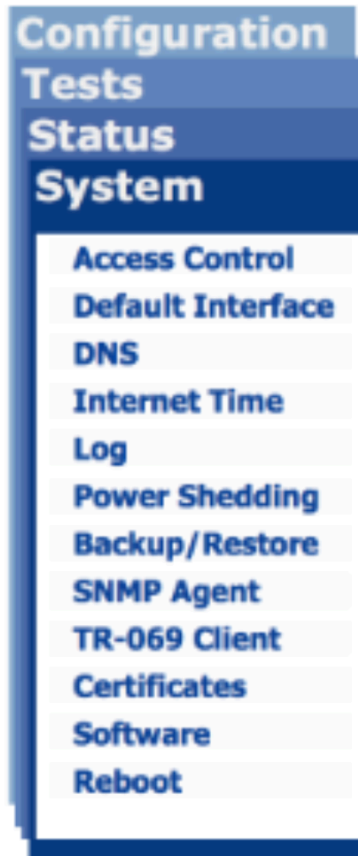 Configuration
Tests
Status
System
Access Control
Default Interface
DNS
Internet Time
Log
Power Shedding
Backup/Restore
SNMP Agent
TR-069 Client
Certificates
Software
Reboot